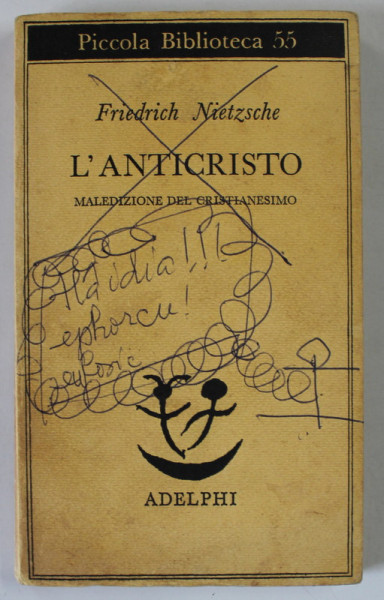 Piccola Biblioteca 55
Friedrich Nietzsche
L'ANTICRISTO
MALEDIZIONE DEL CRISTIANESIMO
ADELPHI